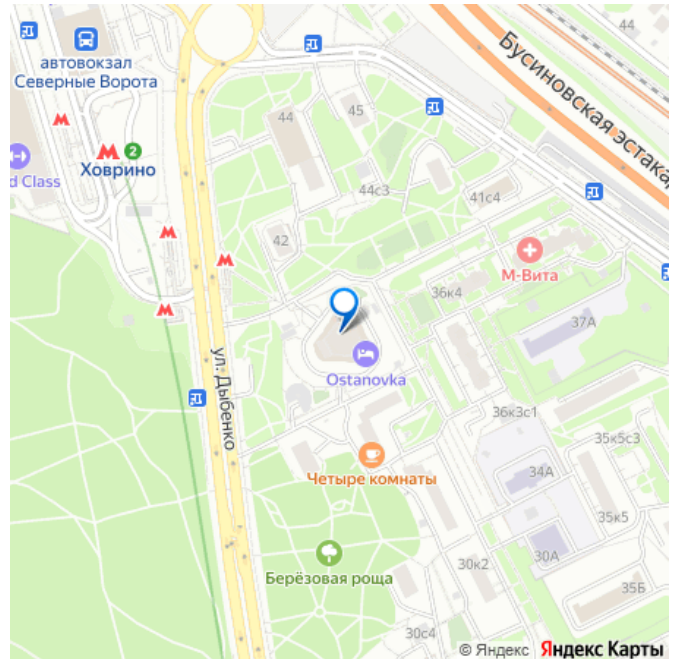 44
автовокзал
Северные Ворота
Бусиновская эстака
45
44
2
Ховрино
d Class
44с3
41с4
42
М-Вита
36к4
37А
ул. Дыбенко
Ostanovka
36к3с1
35к5с3
Четыре комнаты
34А
35к5
30А
30к2
Берёзовая роща
35Б
30с4
© Яндекс Яндекс Карты